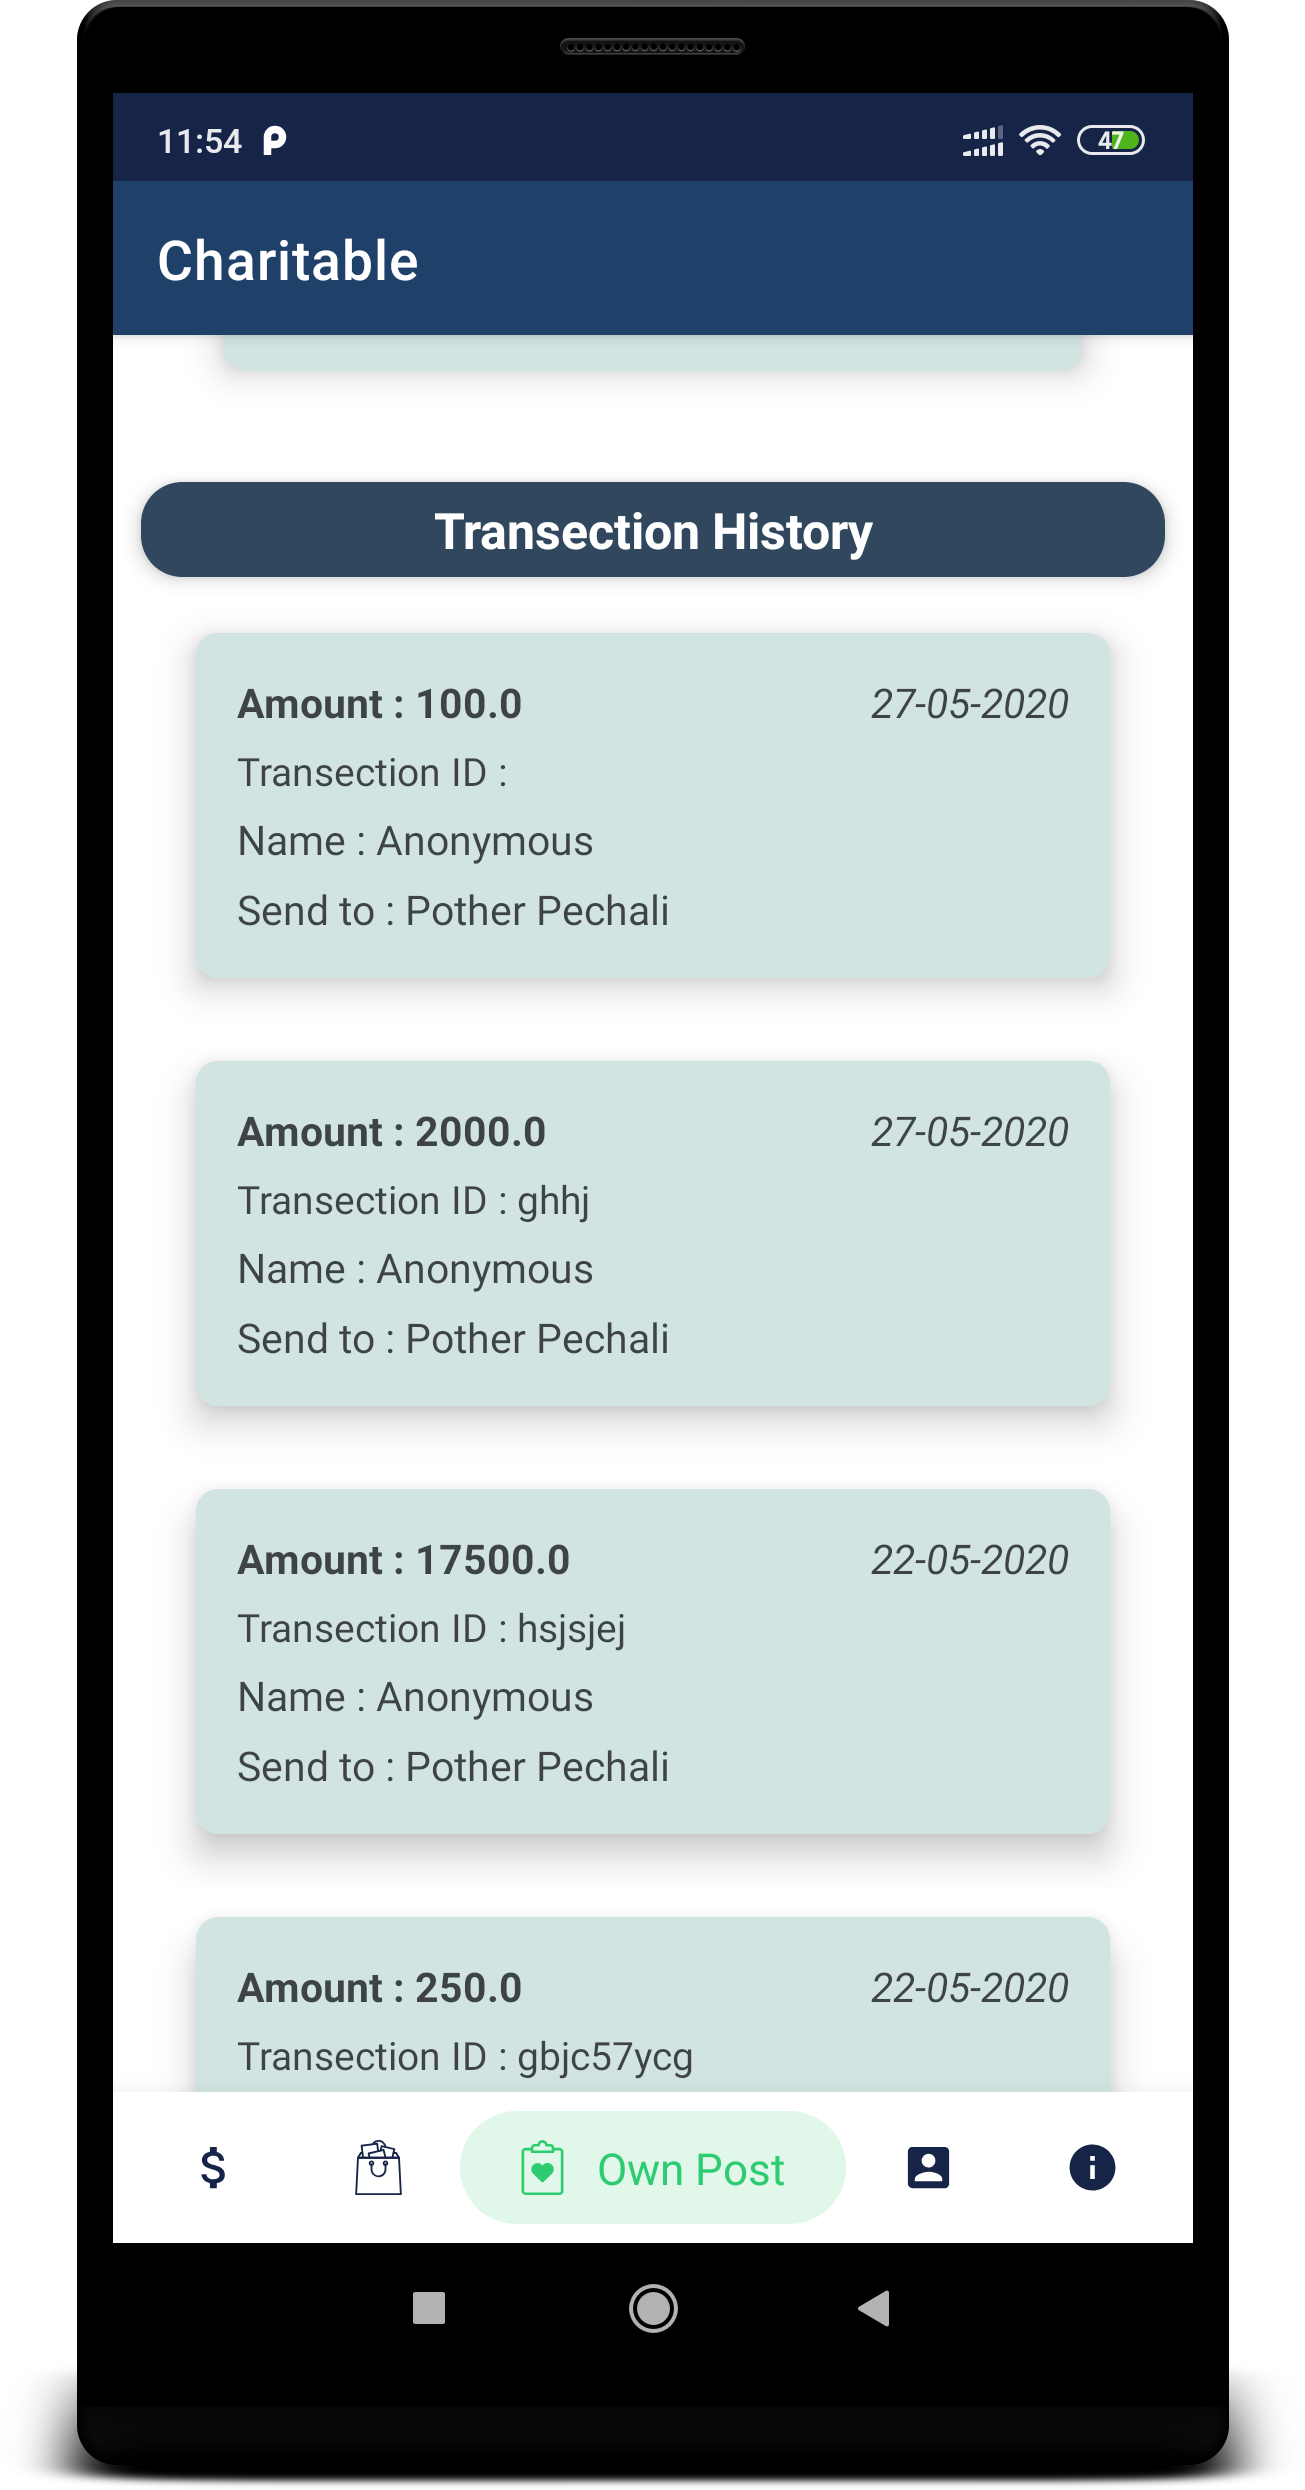 11:54
47
Charitable
Transection History
Amount : 100.0 27-05-2020
Transection ID :
Name : Anonymous
Send to : Pother Pechali
Amount : 2000.0 27-05-2020
Transection ID : ghhj
Name : Anonymous
Send to : Pother Pechali
Amount : 17500.0 22-05-2020
Transection ID : hsjsjej
Name : Anonymous
Send to : Pother Pechali
Amount : 250.0 22-05-2020
Transection ID : gbjc57ycg
$ Own Post